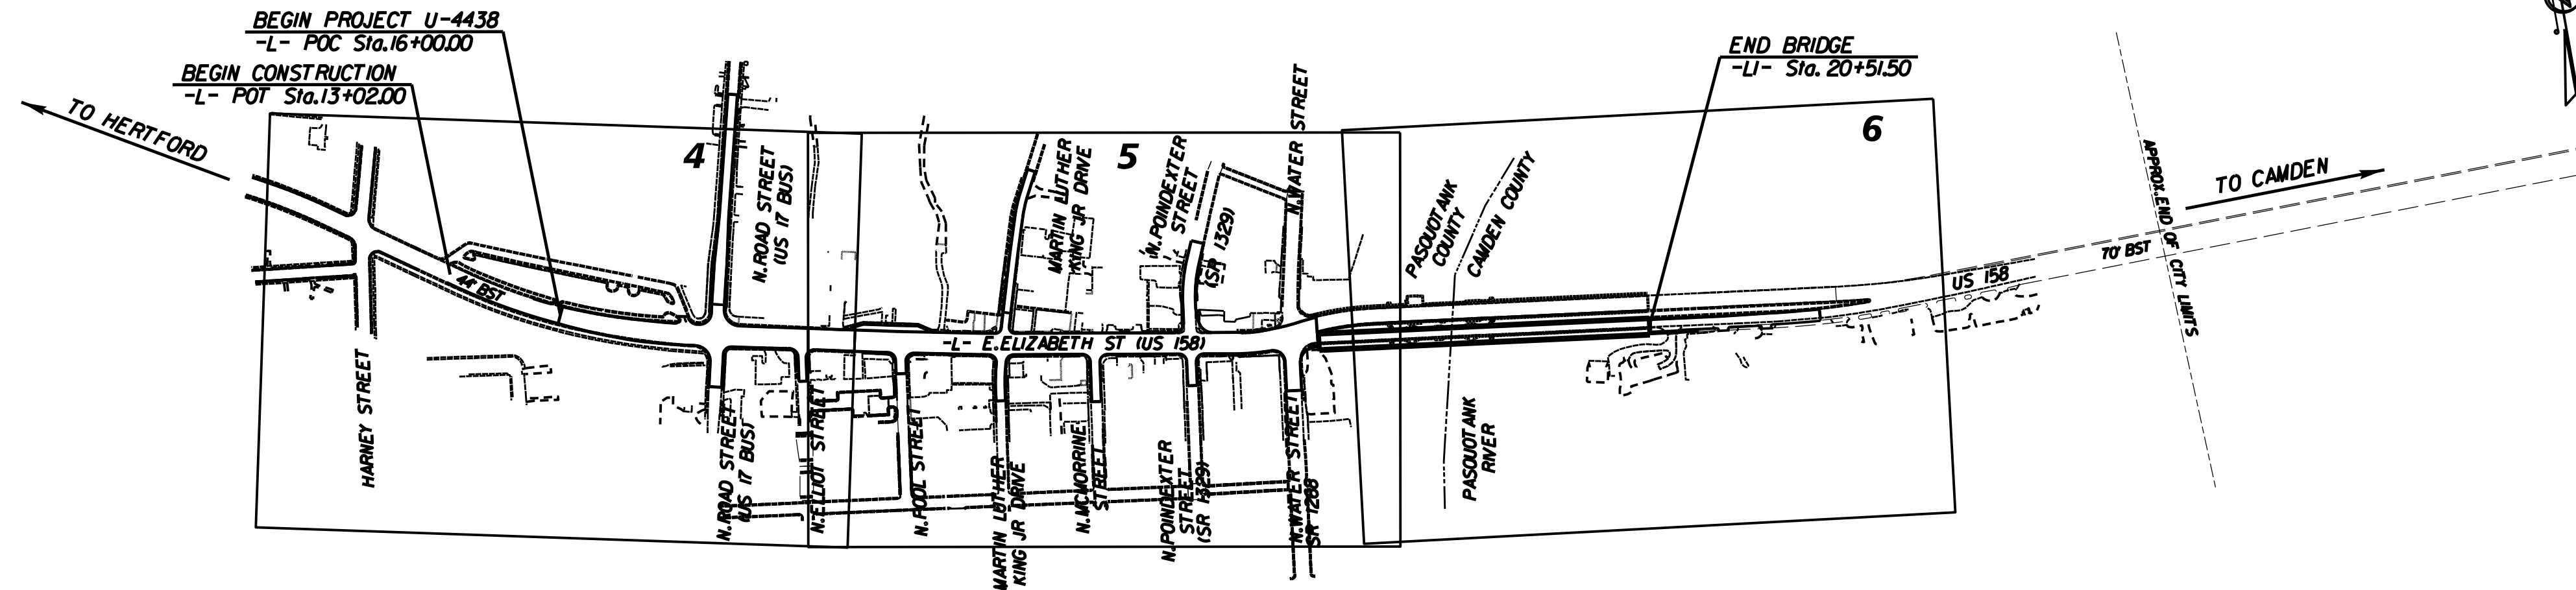 BEGIN PROJECT U-4438
-L- POC Sta.16+00.00
BEGIN CONSTRUCTION
-L- POT Sta.13+02.00
TO HERTFORD
END BRIDGE
-L1- Sta. 20+51.50
4
5
6
N.ROAD STREET
(US 17 BUS)
MARTIN LUTHER
KING JR DRIVE
N.POINDEXTER
STREET
(SR 1329)
N.WATER STREET
PASQUOTANK
COUNTY
CAMDEN COUNTY
APPROX.END OF CITY LIMITS
TO CAMDEN
70' BST
US 158
44' BST
-L- E.ELIZABETH ST (US 158)
HARNEY STREET
N.ROAD STREET
(US 17 BUS)
N.ELLIOT STREET
N.POOL STREET
MARTIN LUTHER
KING JR DRIVE
N.MCMORRINE
STREET
N.POINDEXTER
STREET
(SR 1329)
N.WATER STREET
SR 1268
PASQUOTANK
RIVER